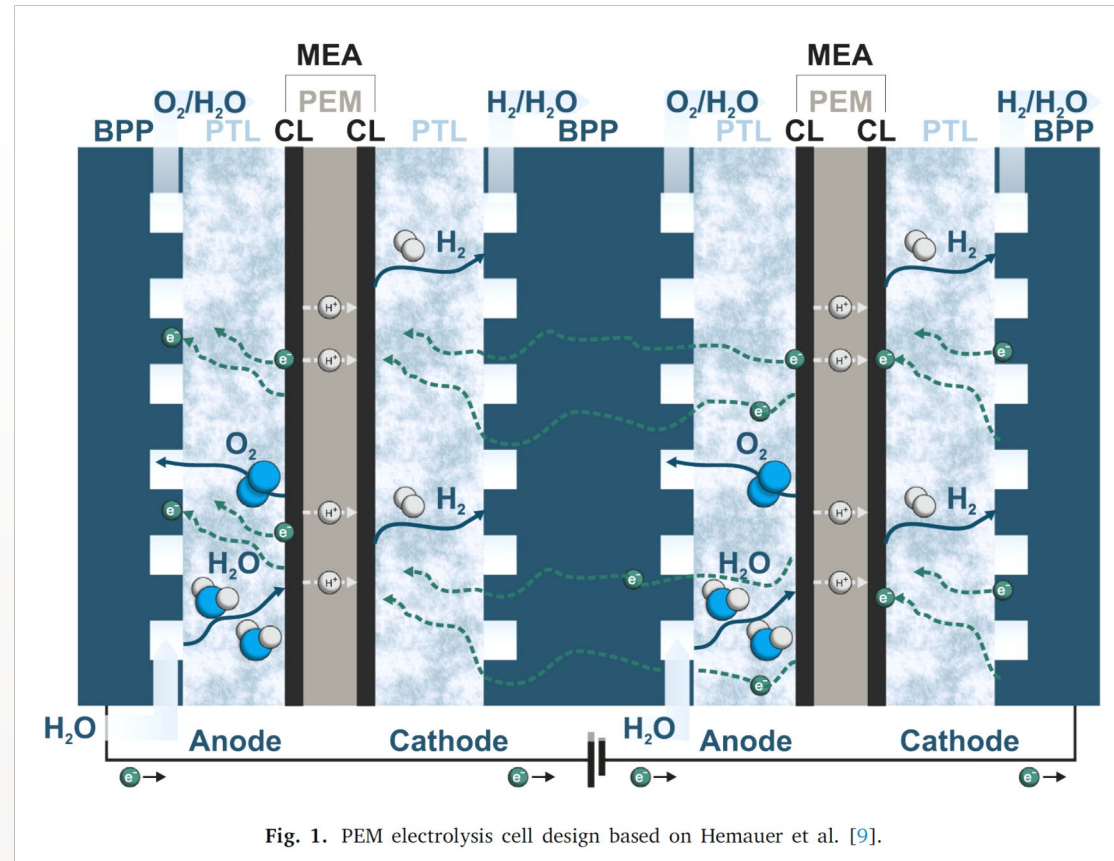 MEA MEA
O₂/H₂O PEM H₂/H₂O O₂/H₂O PEM H₂/H₂O
BPP PTL CL CL PTL BPP PTL CL CL PTL BPP
H₂ H₂
H⁺ H⁺
e⁻ e⁻ H⁺ e⁻ H⁺ e⁻ e⁻
e⁻
O₂ O₂
H₂ H₂
e⁻ e⁻ H⁺ H⁺
H₂O H₂O
H⁺ e⁻ H⁺ e⁻ e⁻
e⁻
H₂O Anode Cathode H₂O Anode Cathode
e⁻ e⁻ e⁻ e⁻
Fig. 1. PEM electrolysis cell design based on Hemauer et al. [9].